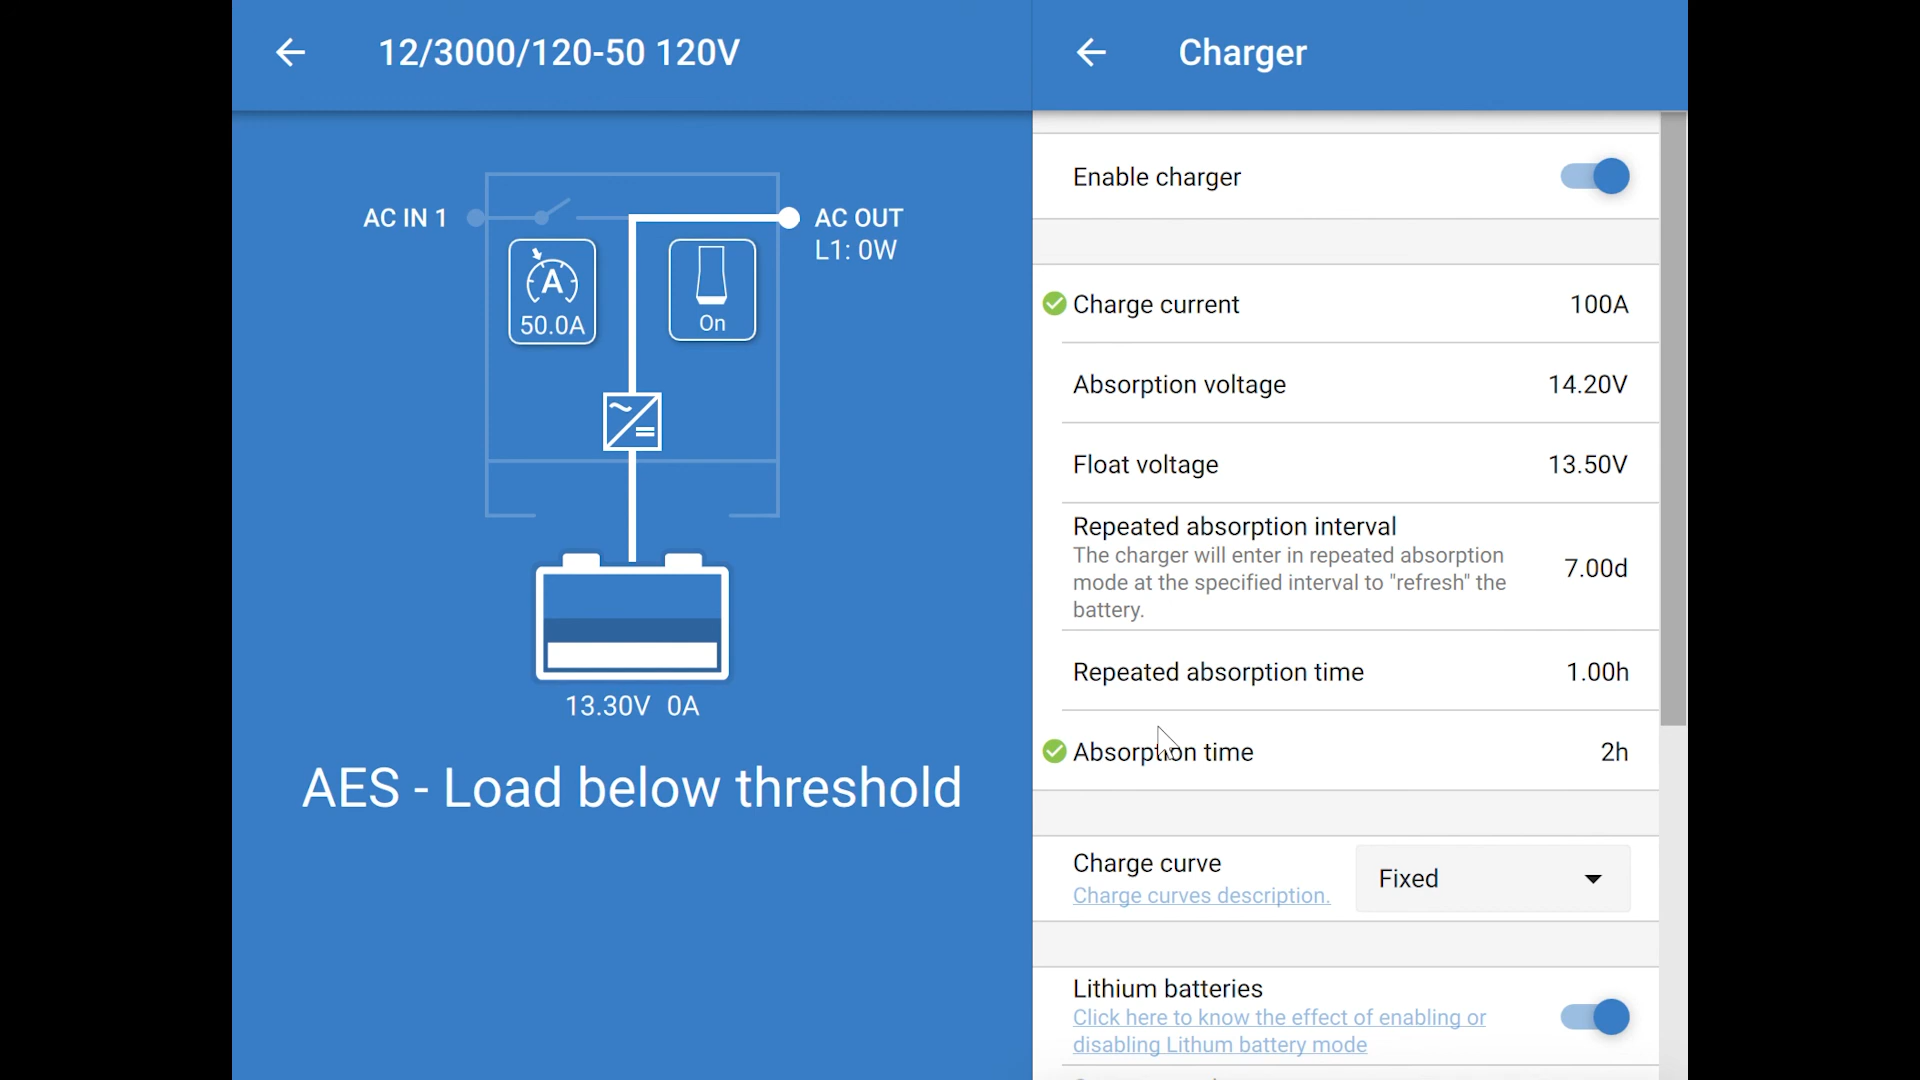 12/3000/120-50 120V
AC IN 1
AC OUT
L1: 0W
A
50.0A
On
13.30V 0A
AES - Load below threshold
Charger
Enable charger
Charge current 100A
Absorption voltage 14.20V
Float voltage 13.50V
Repeated absorption interval
The charger will enter in repeated absorption
mode at the specified interval to "refresh" the
battery.
7.00d
Repeated absorption time 1.00h
Absorption time 2h
Charge curve
Charge curves description.
Fixed
Lithium batteries
Click here to know the effect of enabling or
disabling Lithum battery mode